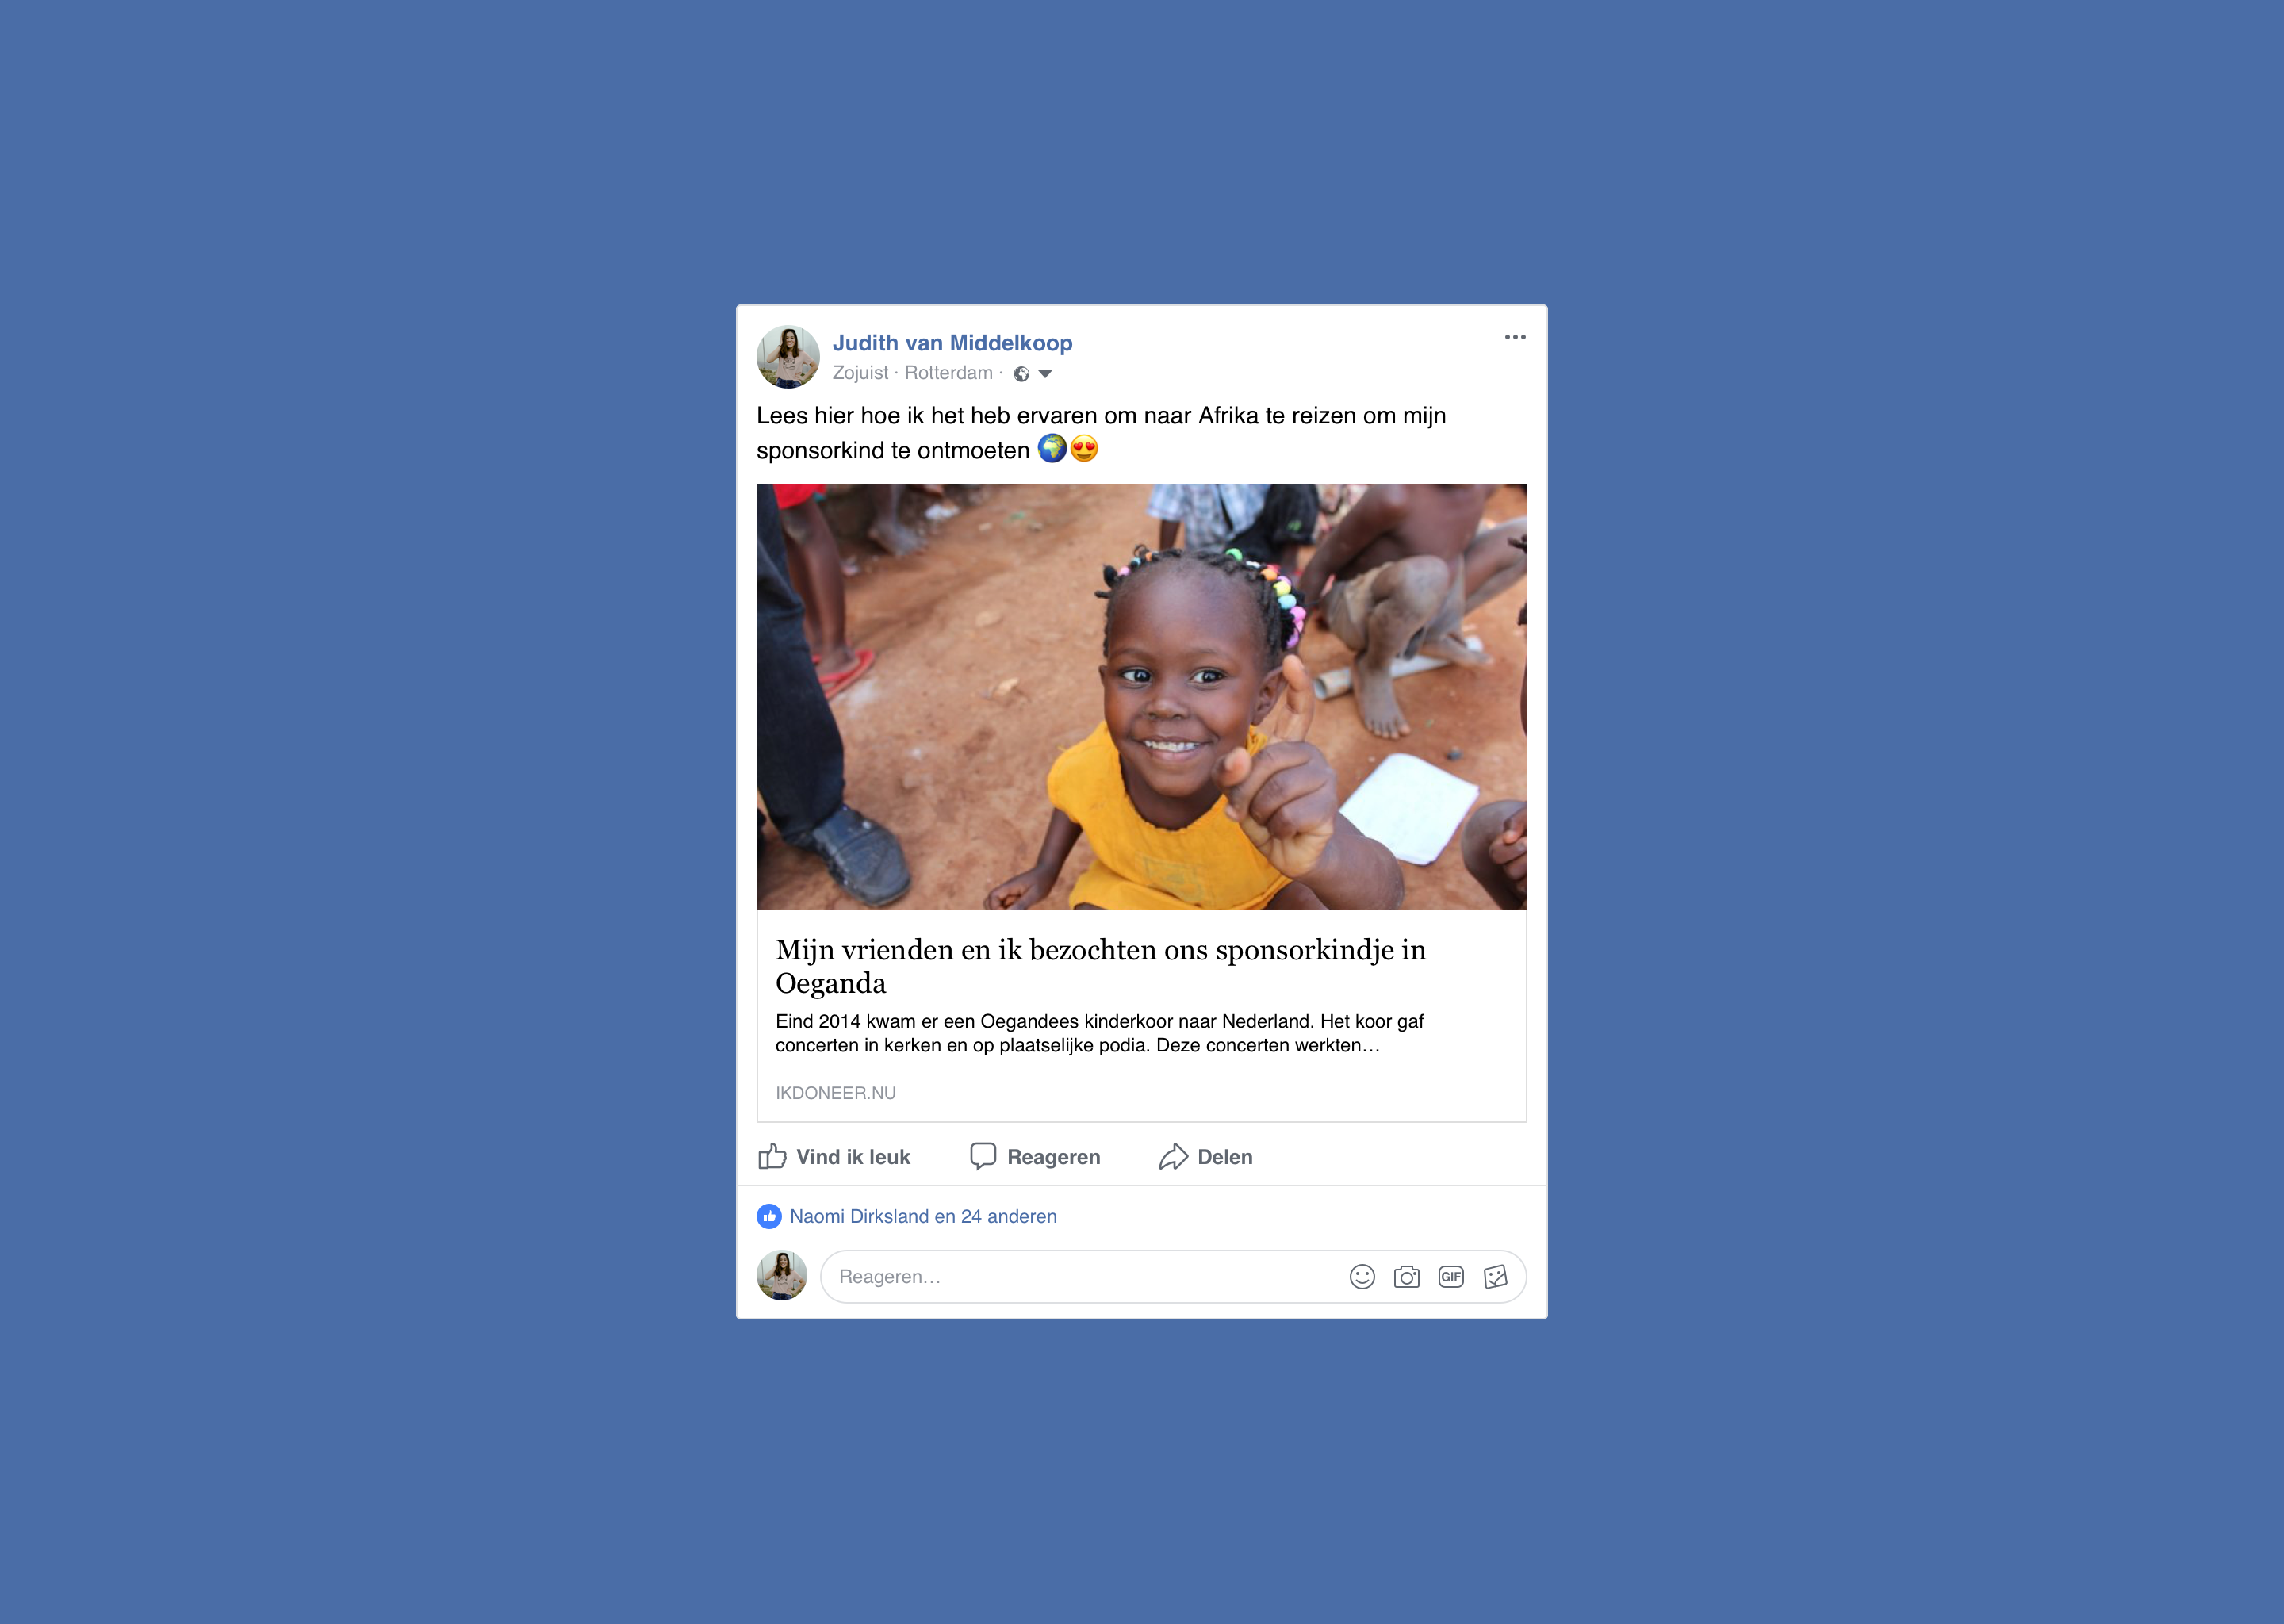 Judith van Middelkoop
Zojuist · Rotterdam ·
Lees hier hoe ik het heb ervaren om naar Afrika te reizen om mijn
sponsorkind te ontmoeten 🌍😍
Mijn vrienden en ik bezochten ons sponsorkindje in
Oeganda
Eind 2014 kwam er een Oegandees kinderkoor naar Nederland. Het koor gaf
concerten in kerken en op plaatselijke podia. Deze concerten werkten…
IKDONEER.NU
Vind ik leuk Reageren Delen
Naomi Dirksland en 24 anderen
Reageren… GIF